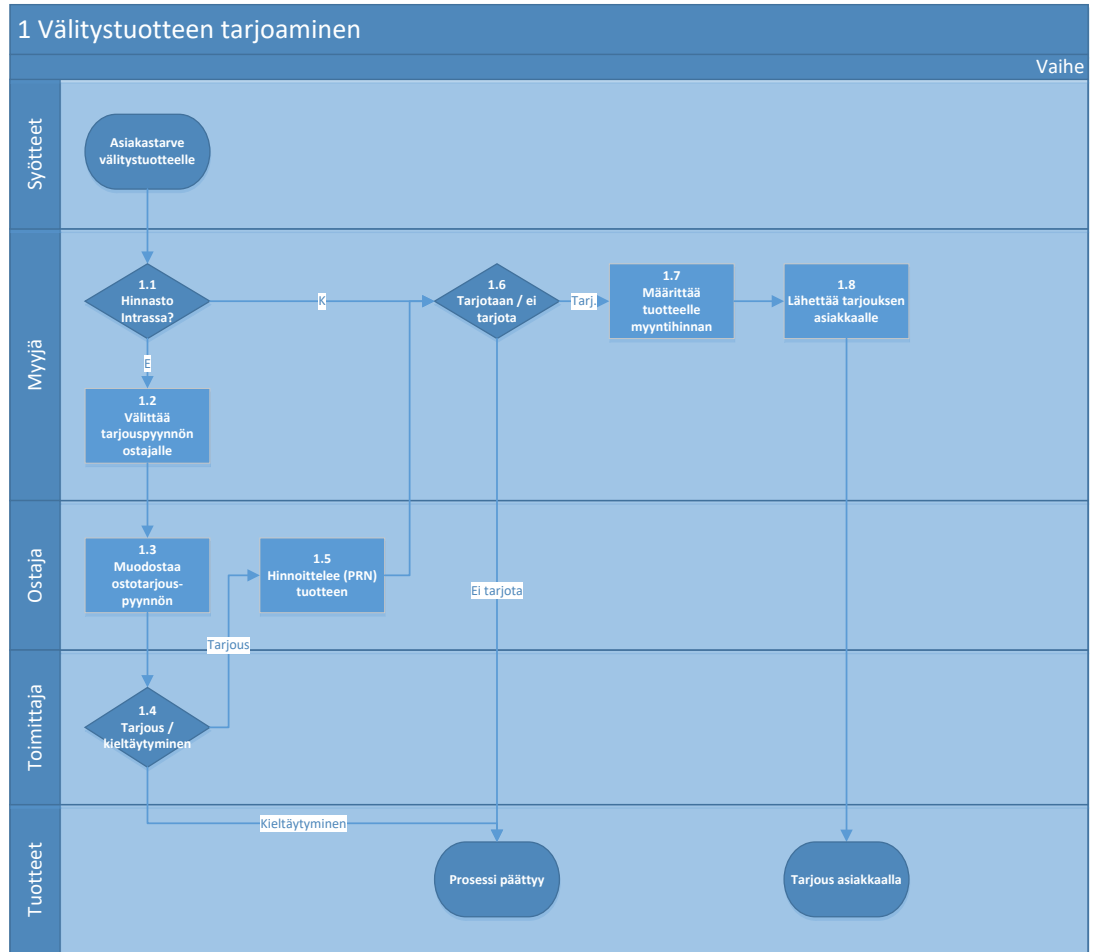 1 Välitystuotteen tarjoaminen
Vaihe
Syötteet
Asiakastarve
välitystuotteelle
Myyjä
1.1
Hinnasto
Intrassa?
K
E
1.6
Tarjotaan / ei
tarjota
Tarj.
1.7
Määrittää
tuotteelle
myyntihinnan
1.8
Lähettää tarjouksen
asiakkaalle
1.2
Välittää
tarjouspyynnön
ostajalle
Ostaja
1.3
Muodostaa
ostotarjous-
pyynnön
1.5
Hinnoittelee (PRN)
tuotteen
Ei tarjota
Tarjous
Toimittaja
1.4
Tarjous /
kieltäytyminen
Kieltäytyminen
Tuotteet
Prosessi päättyy
Tarjous asiakkaalla